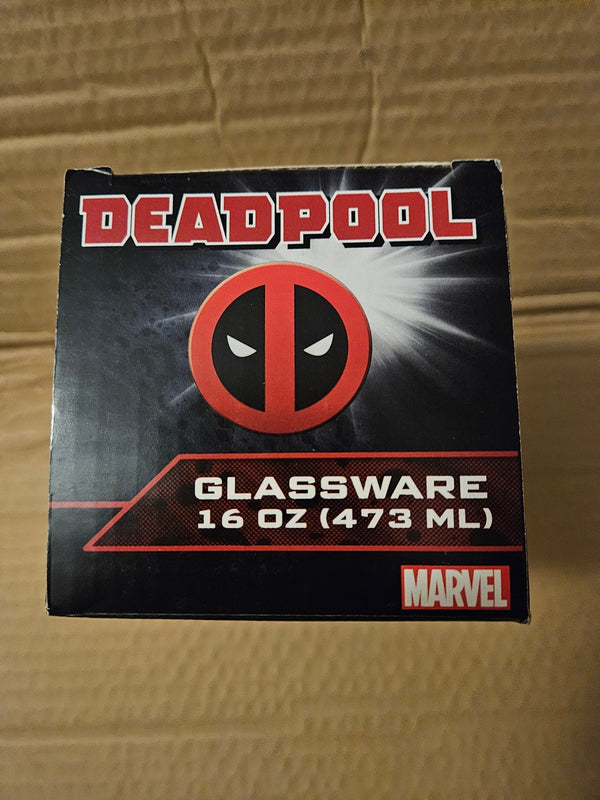 DEADPOOL
GLASSWARE
16 OZ (473 ML)
MARVEL